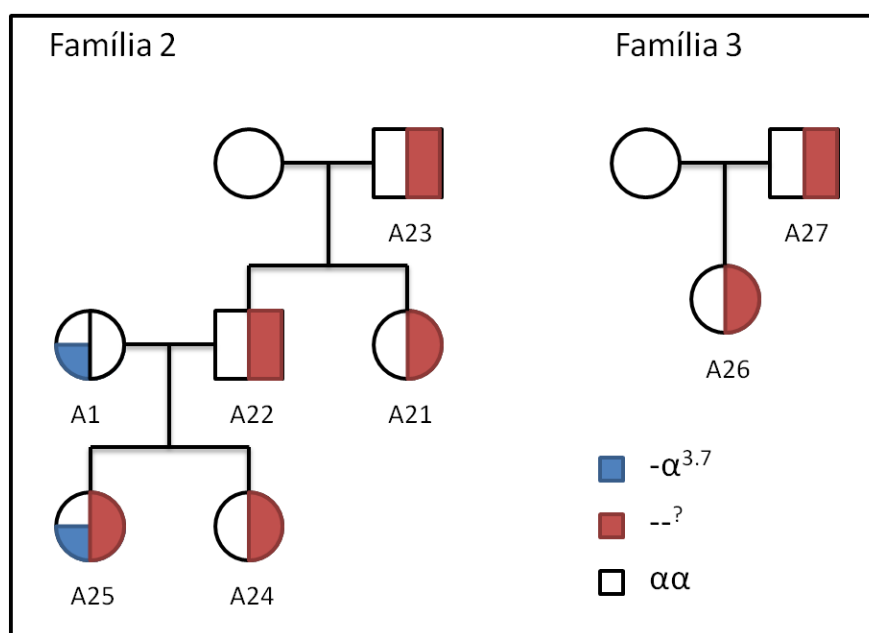 Família 2
Família 3
A23
A27
A1
A22
A21
A26
A25
A24
-α3.7
--?
αα